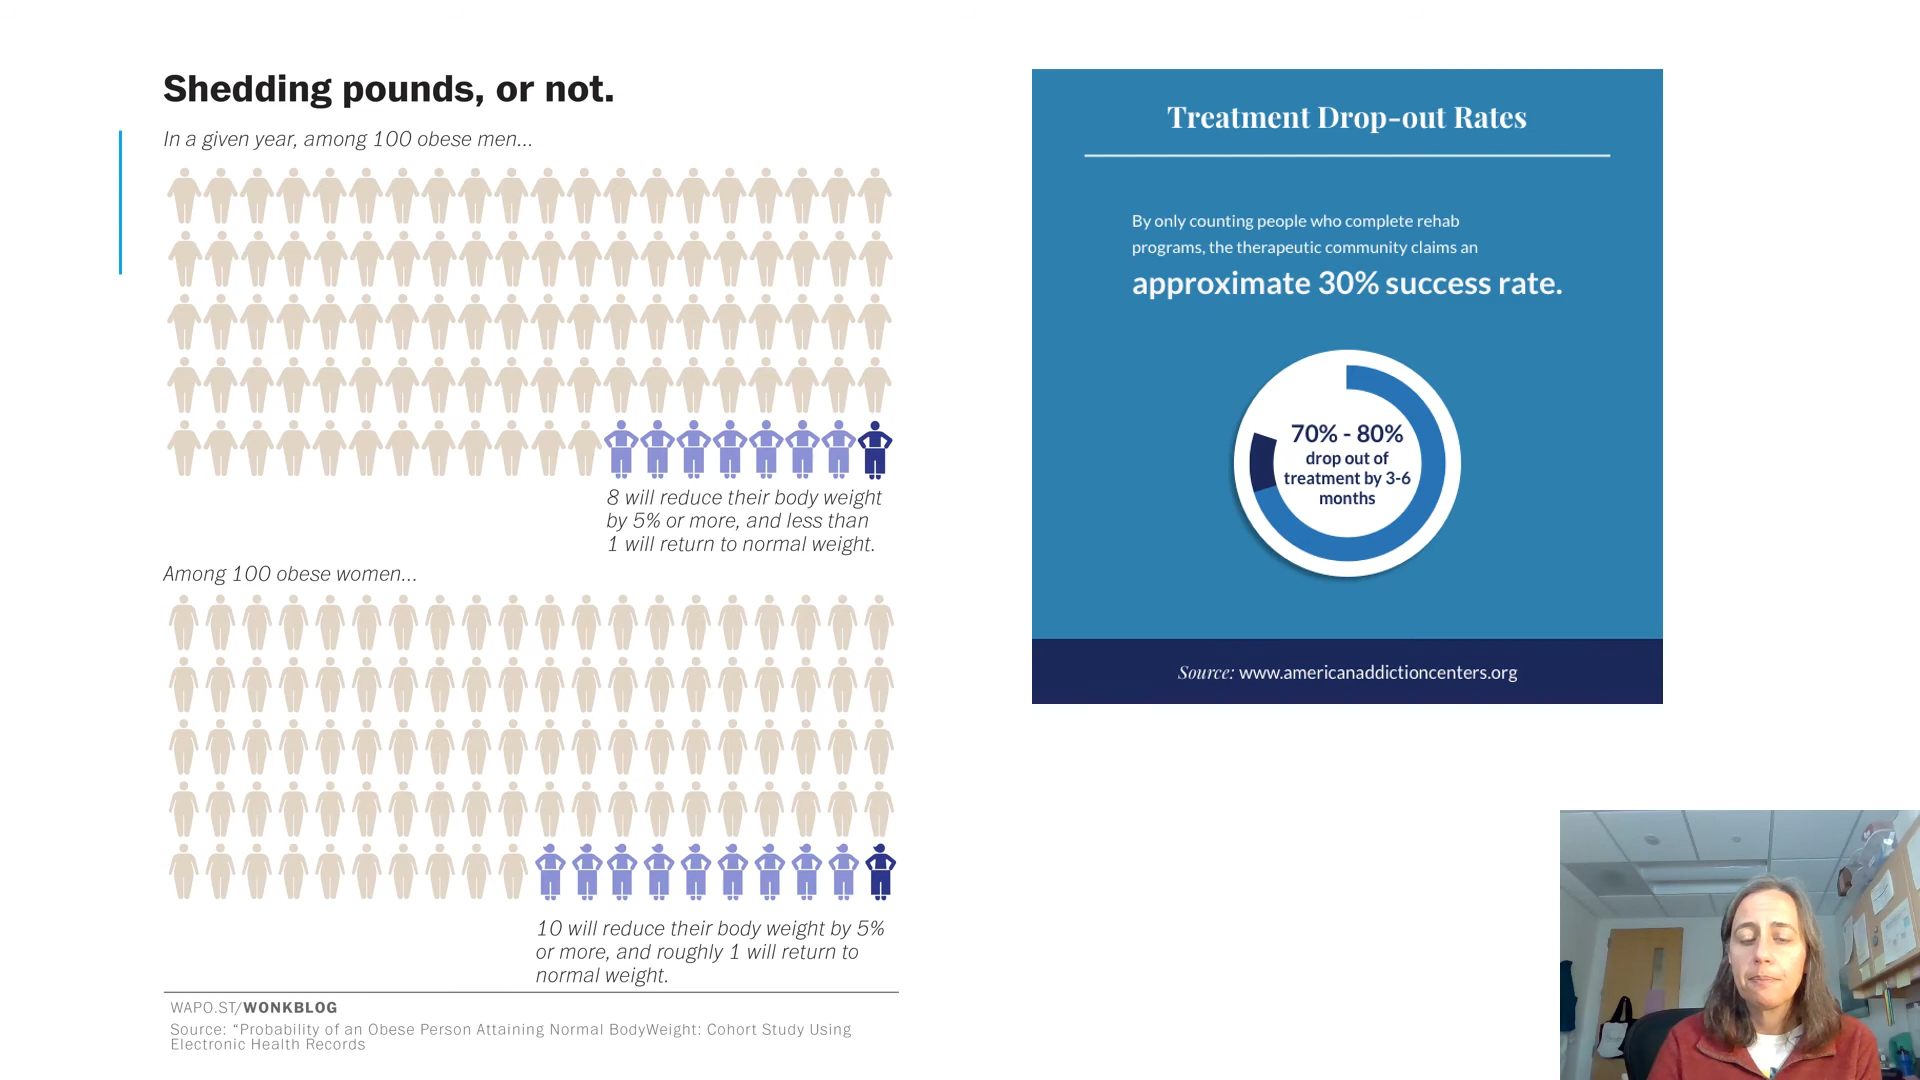 Shedding pounds, or not.
In a given year, among 100 obese men...
8 will reduce their body weight
by 5% or more, and less than
1 will return to normal weight.
Among 100 obese women...
10 will reduce their body weight by 5%
or more, and roughly 1 will return to
normal weight.
WAPO.ST/WONKBLOG
Source: “Probability of an Obese Person Attaining Normal BodyWeight: Cohort Study Using
Electronic Health Records
Treatment Drop-out Rates
By only counting people who complete rehab
programs, the therapeutic community claims an
approximate 30% success rate.
70% - 80%
drop out of
treatment by 3-6
months
Source: www.americanaddictioncenters.org